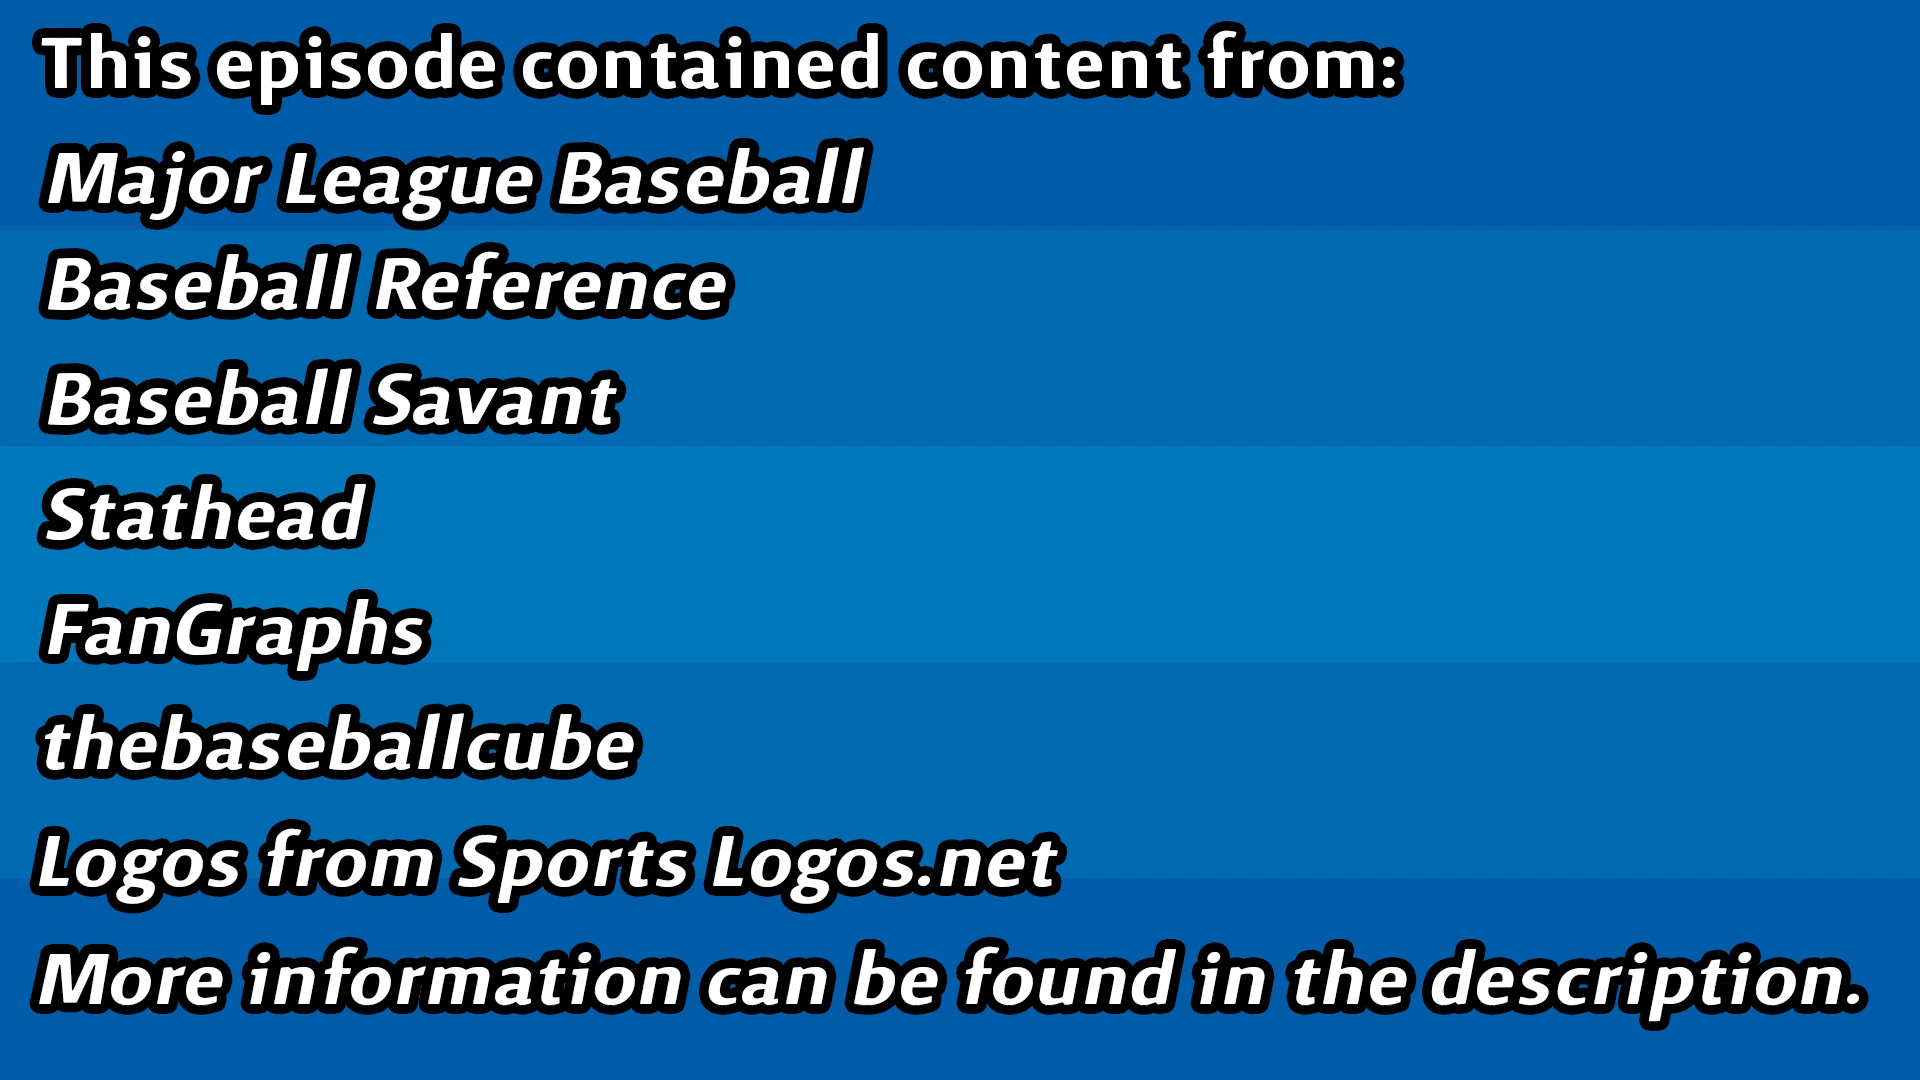 This episode contained content from:
Major League Baseball
Baseball Reference
Baseball Savant
Stathead
FanGraphs
thebaseballcube
Logos from Sports Logos.net
More information can be found in the description.